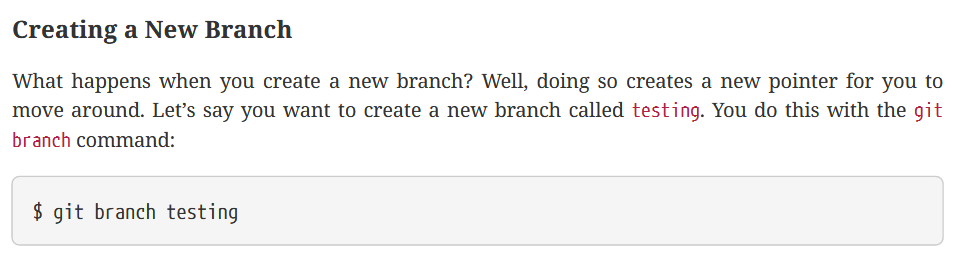 Creating a New Branch
What happens when you create a new branch? Well, doing so creates a new pointer for you to
move around. Let’s say you want to create a new branch called testing. You do this with the git
branch command:
$ git branch testing